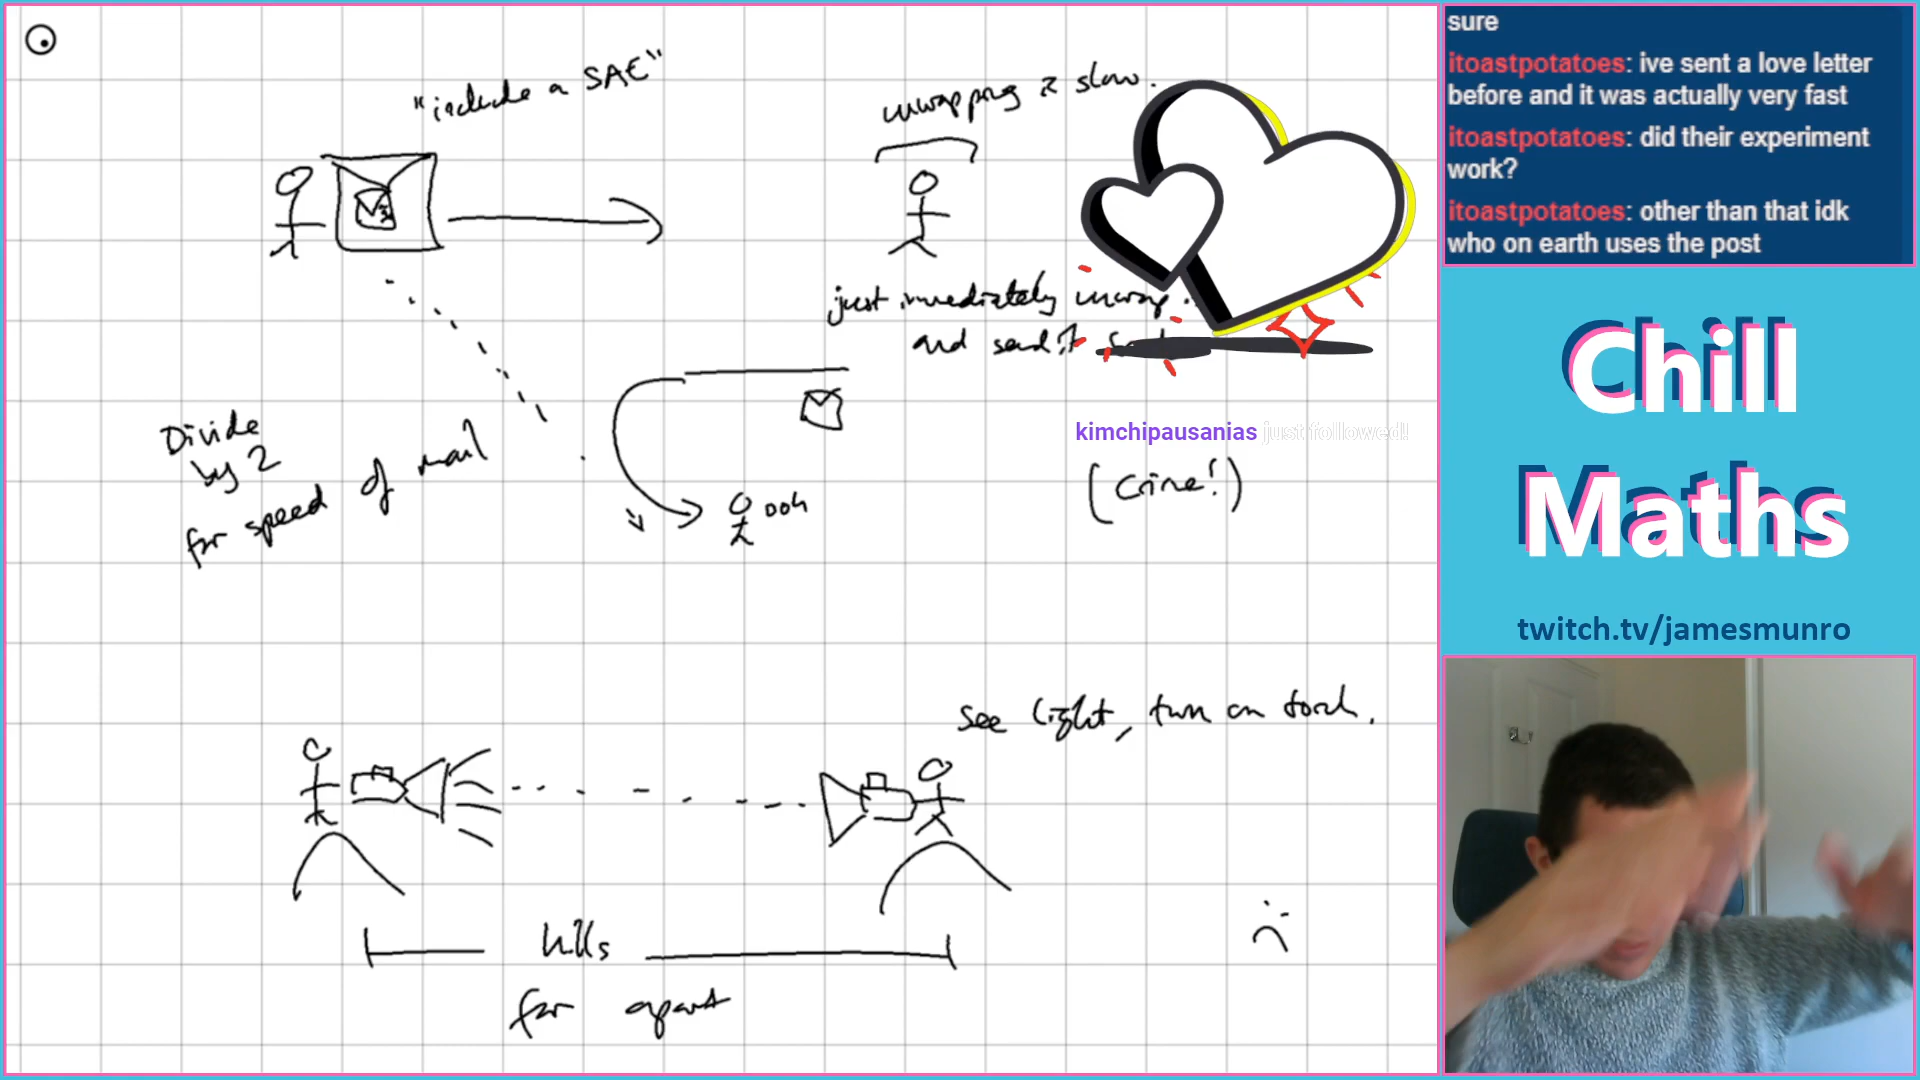 "include a SAE"
unwrapping is slow.
just immediately unwrap
and send it
Divide
by 2
for speed of mail
ooh
(Crime!)
kimchipausanias just followed!
see light, turn on torch.
hills
far apart
sure
itoastpotatoes: ive sent a love letter
before and it was actually very fast
itoastpotatoes: did their experiment
work?
itoastpotatoes: other than that idk
who on earth uses the post
Chill
Maths
twitch.tv/jamesmunro